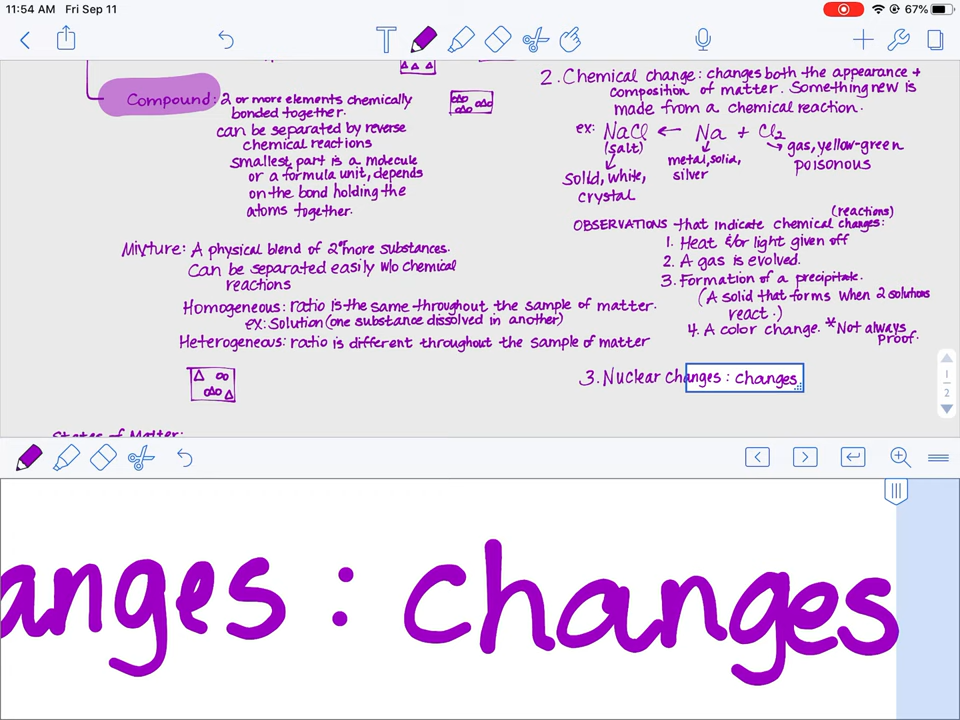 11:54 AM Fri Sep 11
67%
T
Compound: 2 or more elements chemically
bonded together.
can be separated by reverse
chemical reactions
smallest part is a molecule
or a formula unit, depends
on the bond holding the
atoms together.
Mixture: A physical blend of 2 or more substances.
Can be separated easily w/o chemical
reactions
Homogeneous: ratio is the same throughout the sample of matter.
ex: Solution (one substance dissolved in another)
Heterogeneous: ratio is different throughout the sample of matter
States of Matter:
2. Chemical change: changes both the appearance +
composition of matter. Something new is
made from a chemical reaction.
ex: NaCl ← Na + Cl2
(salt)
solid, white,
crystal
metal, solid,
silver
gas, yellow-green
poisonous
OBSERVATIONS that indicate chemical changes: (reactions)
1. Heat &/or light given off
2. A gas is evolved.
3. Formation of a precipitate.
(A solid that forms when 2 solutions
react.)
4. A color change. *Not always
proof.
3. Nuclear changes: changes
1
2
anges : changes